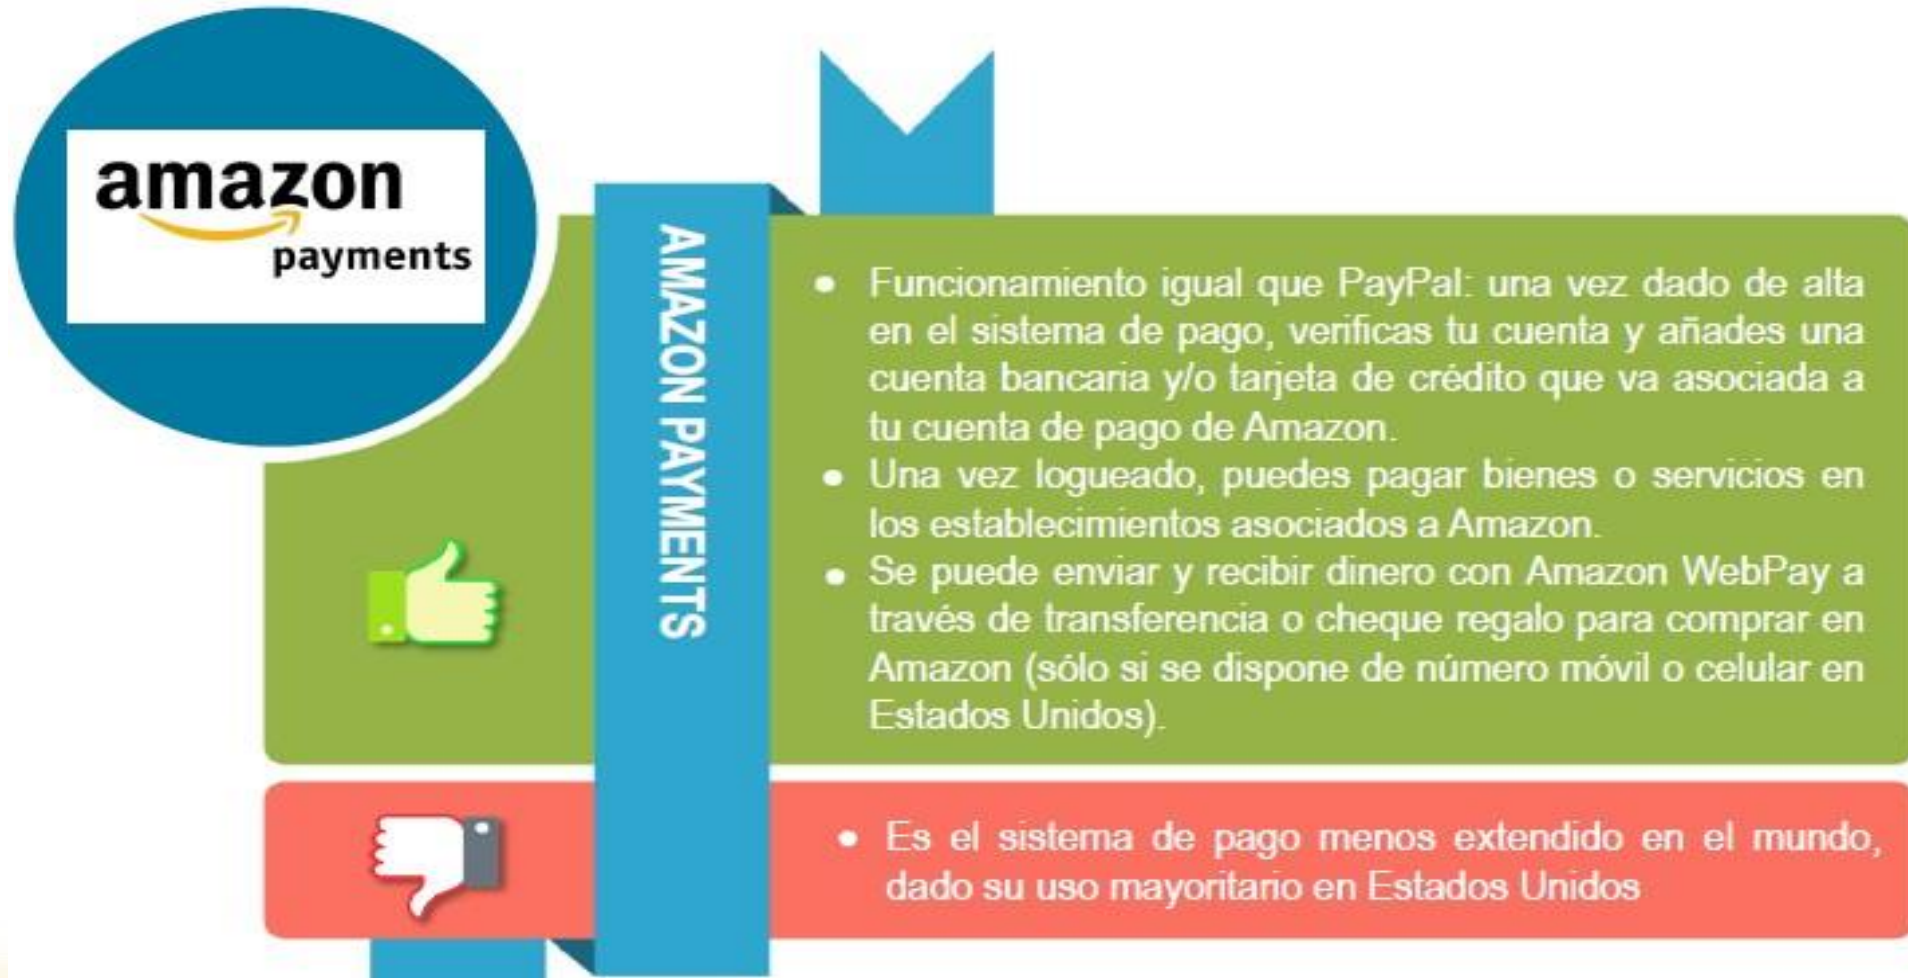 amazon
payments
AMAZON PAYMENTS
• Funcionamiento igual que PayPal: una vez dado de alta
en el sistema de pago, verificas tu cuenta y añades una
cuenta bancaria y/o tarjeta de crédito que va asociada a
tu cuenta de pago de Amazon.
• Una vez logueado, puedes pagar bienes o servicios en
los establecimientos asociados a Amazon.
• Se puede enviar y recibir dinero con Amazon WebPay a
través de transferencia o cheque regalo para comprar en
Amazon (sólo si se dispone de número móvil o celular en
Estados Unidos).
• Es el sistema de pago menos extendido en el mundo,
dado su uso mayoritario en Estados Unidos